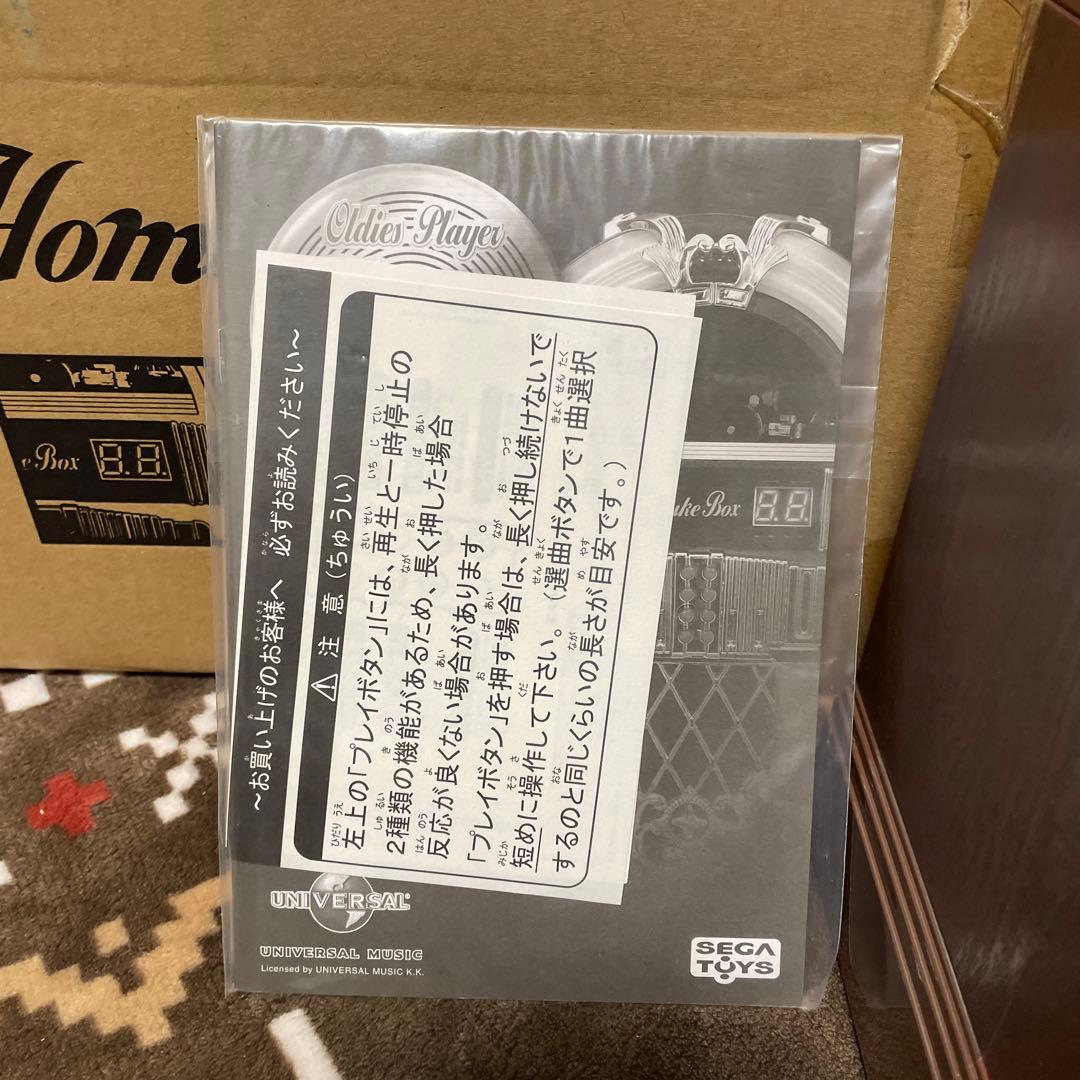 Hom
e Box
8.8.
Oldies-Player
uke Box
8.8.
～お買い上げのお客様へ 必ずお読みください～
⚠ 注 意 (ちゅうい)
左上の「プレイボタン」には、再生と一時停止の
2種類の機能があるため、長く押した場合
反応が良くない場合があります。
「プレイボタン」を押す場合は、長く押し続けないで
短めに操作して下さい。(選曲ボタンで1曲選択
するのと同じくらいの長さが目安です。)
UNIVERSAL
UNIVERSAL MUSIC
Licensed by UNIVERSAL MUSIC K.K.
SEGA
TOYS